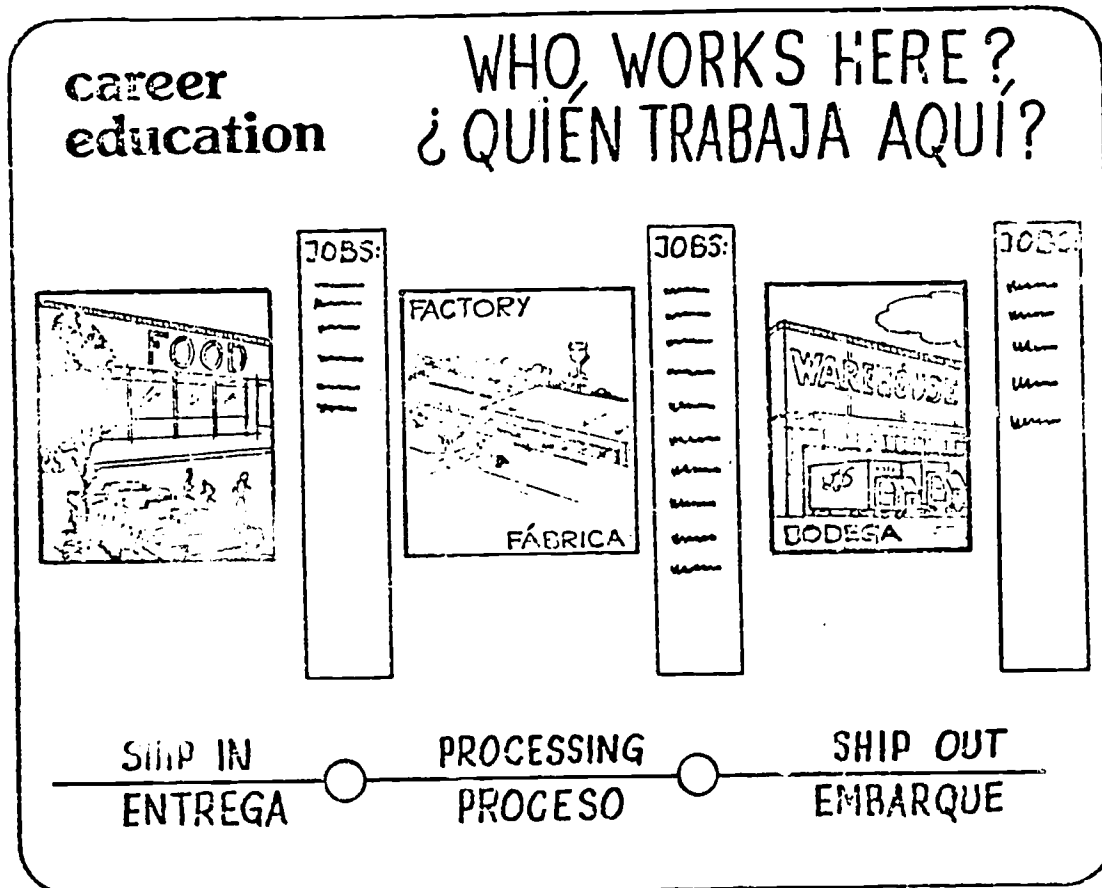 career
education
WHO WORKS HERE?
¿QUIÉN TRABAJA AQUÍ?
JOBS:
FOOD
JOBS:
FACTORY
FÁBRICA
JOBS:
WAREHOUSE
BODEGA
SHIP IN
ENTREGA
PROCESSING
PROCESO
SHIP OUT
EMBARQUE